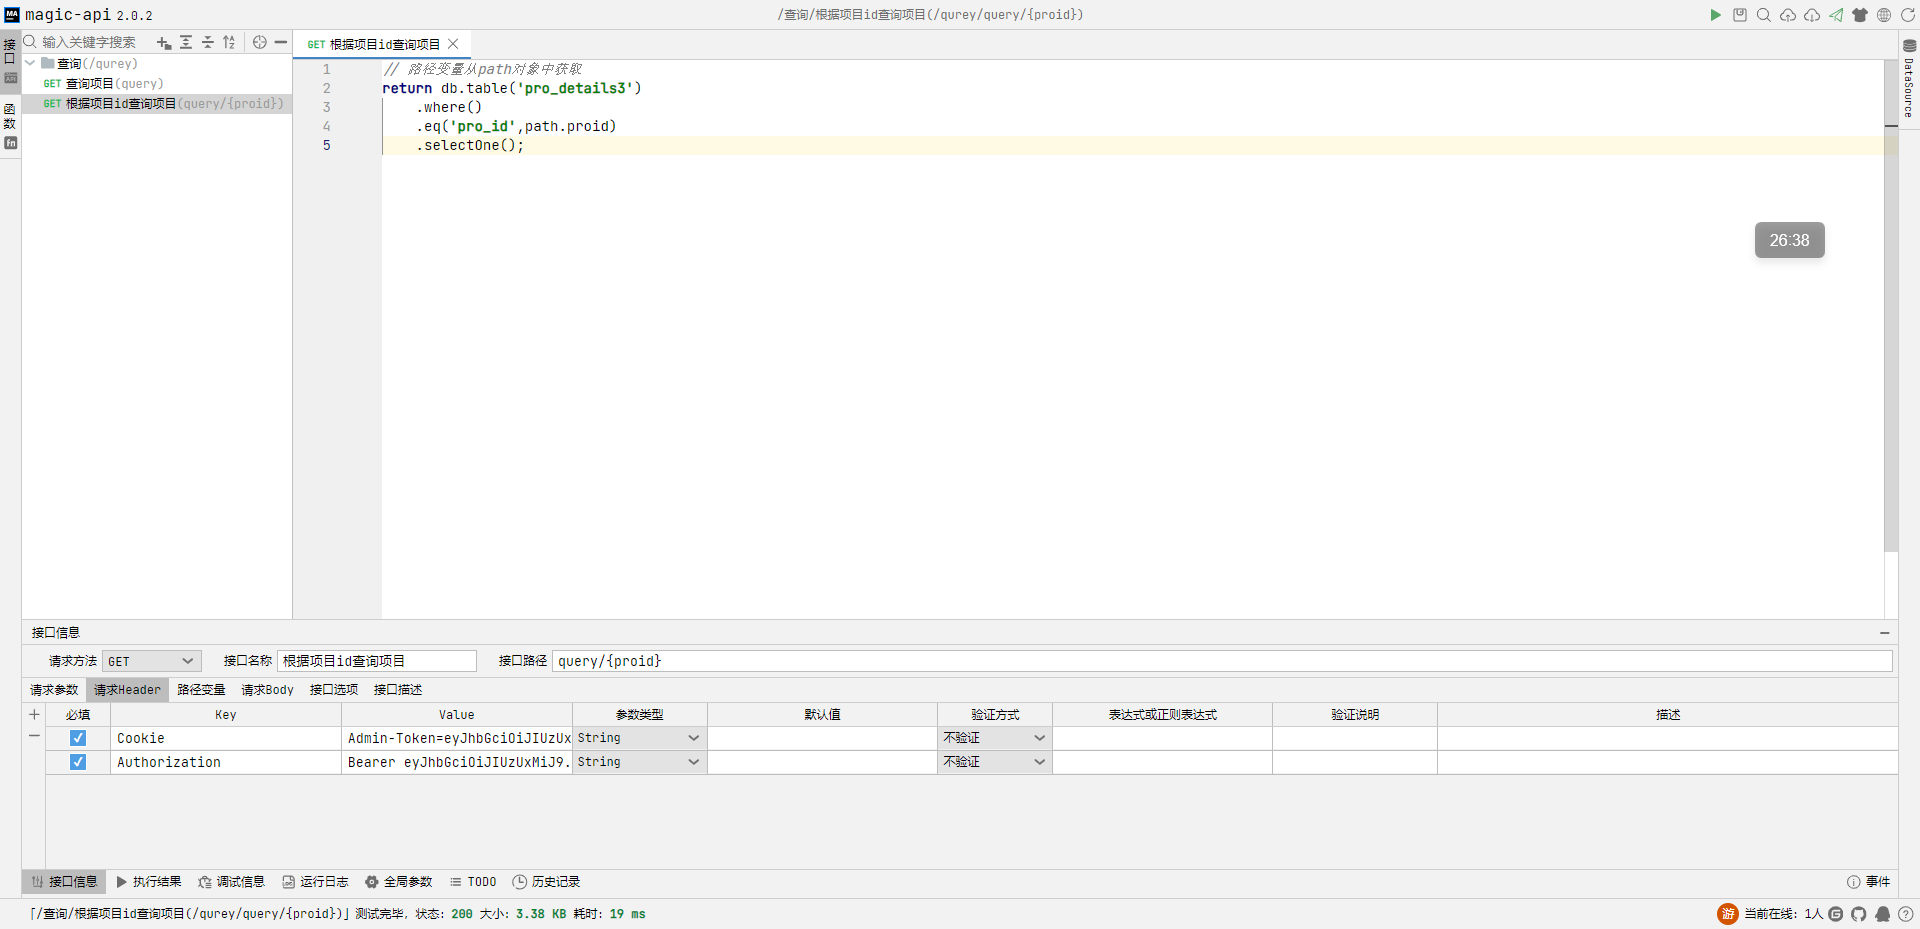 magic-api 2.0.2
/查询/根据项目id查询项目(/qurey/query/{proid})
接口
函数
fn
输入关键字搜索
查询(/qurey)
GET 查询项目(query)
GET 根据项目id查询项目(query/{proid})
GET 根据项目id查询项目
DataSource
1 // 路径变量从path对象中获取
2 return db.table('pro_details3')
3 .where()
4 .eq('pro_id',path.proid)
5 .selectOne();
26:38
接口信息
请求方法 GET 接口名称 根据项目id查询项目 接口路径 query/{proid}
请求参数 请求Header 路径变量 请求Body 接口选项 接口描述
必填 Key Value 参数类型 默认值 验证方式 表达式或正则表达式 验证说明 描述
Cookie Admin-Token=eyJhbGciOiJIUzUx String 不验证
Authorization Bearer eyJhbGciOiJIUzUxMiJ9. String 不验证
接口信息 执行结果 调试信息 运行日志 全局参数 TODO 历史记录 事件
「/查询/根据项目id查询项目(/qurey/query/{proid})」测试完毕，状态: 200 大小: 3.38 KB 耗时: 19 ms
游 当前在线: 1人